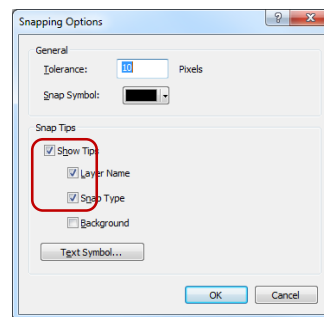 Snapping Options
General
Tolerance: 10 Pixels
Snap Symbol:
Snap Tips
Show Tips
Layer Name
Snap Type
Background
Text Symbol...
OK Cancel